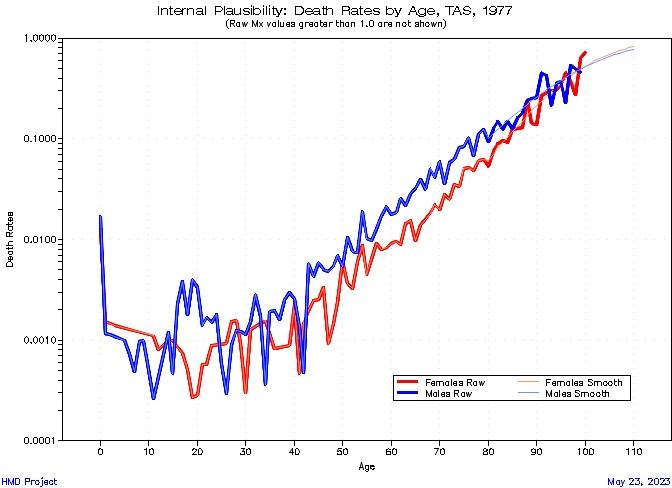 Internal Plausibility: Death Rates by Age, TAS, 1977
(Raw Mx values greater than 1.0 are not shown)
1.0000
0.1000
0.0100
0.0010
0.0001
Death Rates
0 10 20 30 40 50 60 70 80 90 100 110
Age
Females Raw Females Smooth
Males Raw Males Smooth
HMD Project May 23, 2023